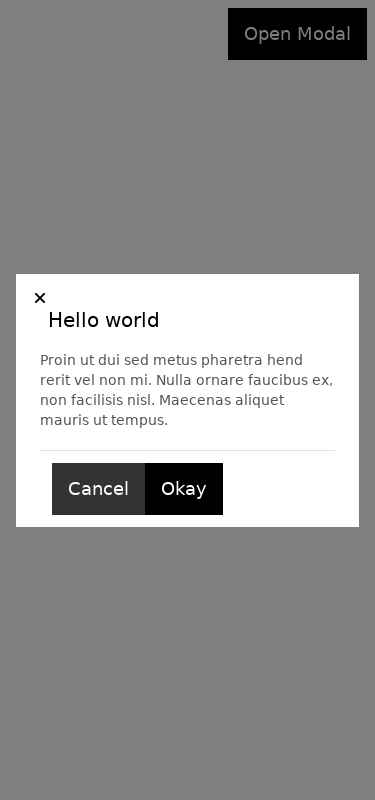 Open Modal
Hello world
Proin ut dui sed metus pharetra hend
rerit vel non mi. Nulla ornare faucibus ex,
non facilisis nisl. Maecenas aliquet
mauris ut tempus.
Cancel Okay